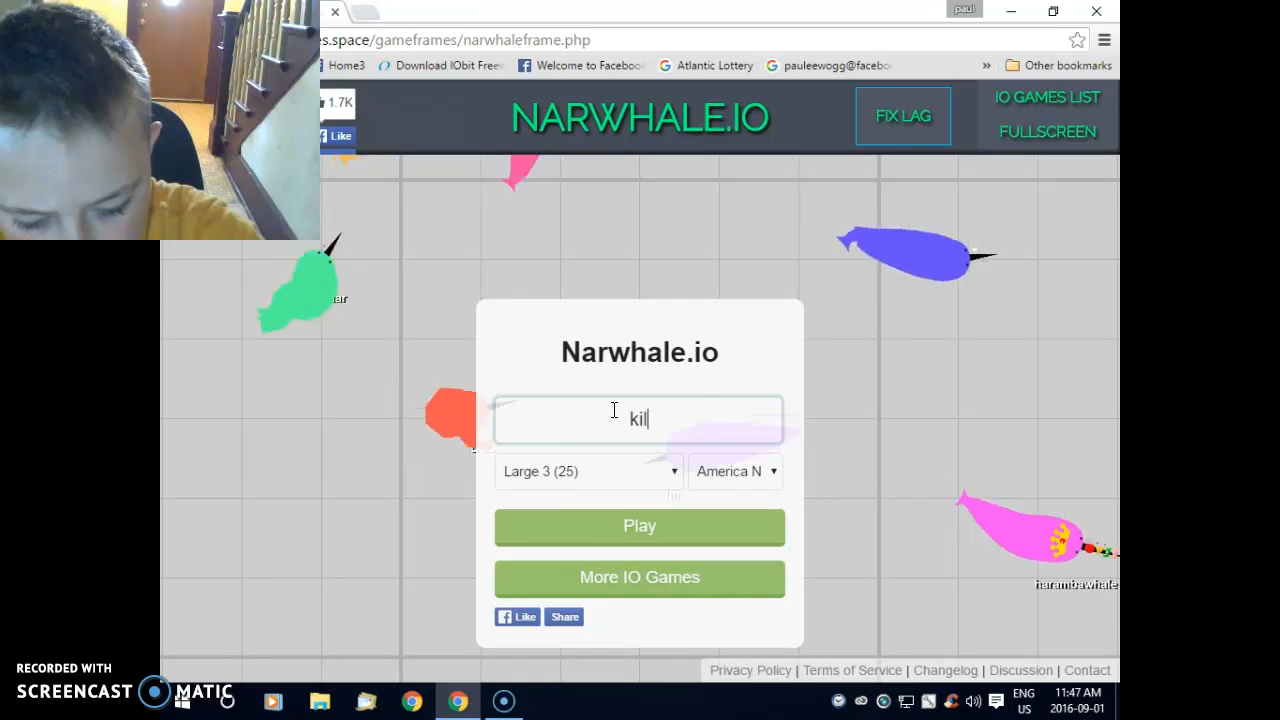 paul
es.space/gameframes/narwhaleframe.php
Home3 Download IObit Freew Welcome to Facebook Atlantic Lottery pauleewogg@facebo » Other bookmarks
1.7K
Like
NARWHALE.IO
FIX LAG
IO GAMES LIST
FULLSCREEN
ar
Narwhale.io
kil
Large 3 (25) America N
Play
More IO Games
Like Share
harambawhale
Privacy Policy | Terms of Service | Changelog | Discussion | Contact
RECORDED WITH
SCREENCAST MATIC
ENG
US
11:47 AM
2016-09-01